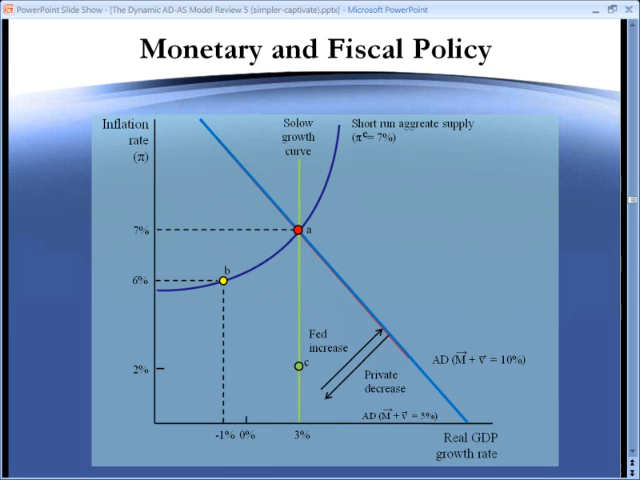 PowerPoint Slide Show - [The Dynamic AD-AS Model Review 5 (simpler-captivate).pptx] - Microsoft PowerPoint
Monetary and Fiscal Policy
Inflation
rate
(π)
Solow
growth
curve
Short run aggreate supply
(πᵉ= 7%)
7%
a
b
6%
Fed
increase
c
2%
Private
decrease
AD (M⃗ + v⃗ = 10%)
AD (M⃗ + v⃗ = 5%)
-1% 0%
3%
Real GDP
growth rate